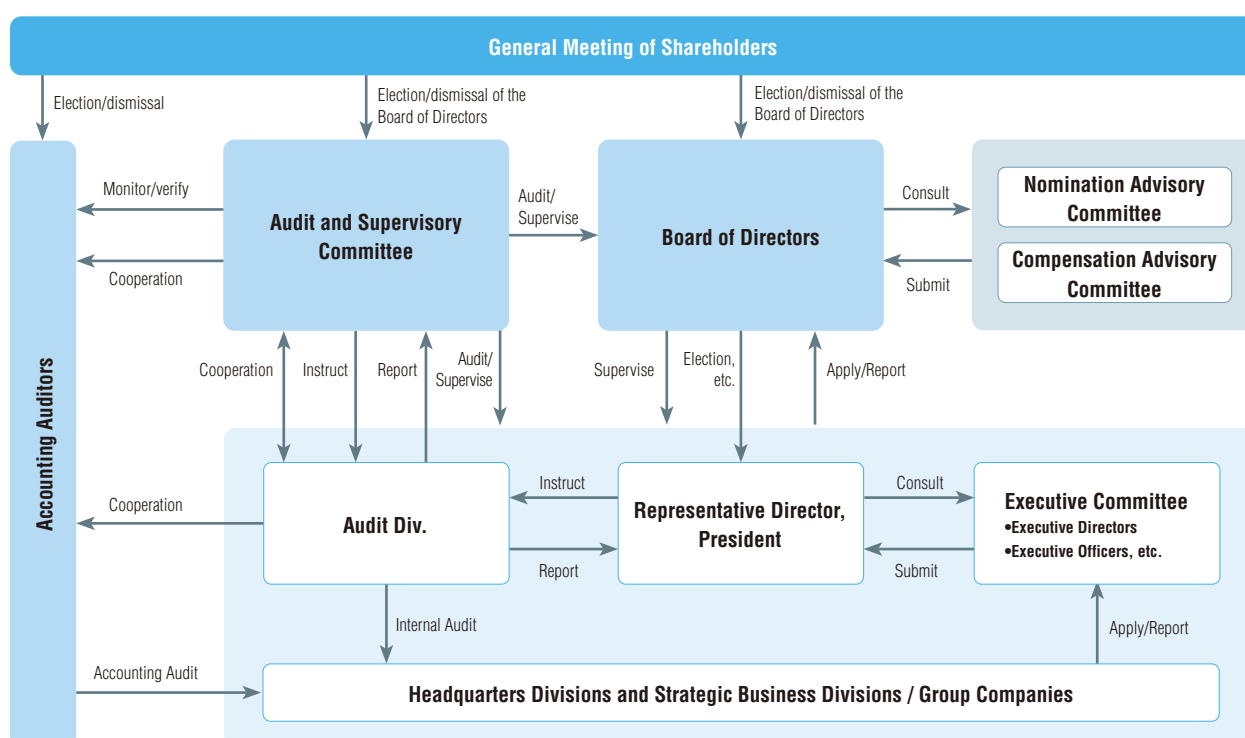 General Meeting of Shareholders
Election/dismissal
Election/dismissal of the
Board of Directors
Election/dismissal of the
Board of Directors
Accounting Auditors
Monitor/verify
Cooperation
Audit and Supervisory
Committee
Audit/
Supervise
Board of Directors
Consult
Submit
Nomination Advisory
Committee
Compensation Advisory
Committee
Cooperation
Instruct
Report
Audit/
Supervise
Supervise
Election,
etc.
Apply/Report
Cooperation
Audit Div.
Instruct
Report
Representative Director,
President
Consult
Submit
Executive Committee
•Executive Directors
•Executive Officers, etc.
Internal Audit
Apply/Report
Accounting Audit
Headquarters Divisions and Strategic Business Divisions / Group Companies